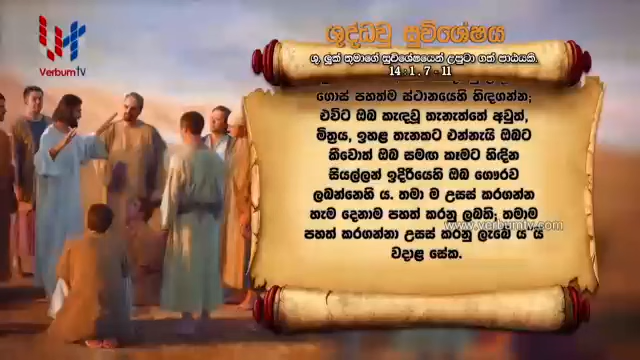 ශුද්ධවූ සුවිශේෂය
ශු. ලූක් තුමාගේ සුවිශේෂයෙන් උපුටා ගත් පාඨයකි.
14 : 1. 7 - 11
ගොස් පහත්ම ස්ථානයෙහි හිඳගන්න;
එවිට ඔබ කැඳවූ තැනැත්තේ අවුත්,
මිත්‍රය, ඉහළ තැනකට එන්නැයි ඔබට
කීවොත් ඔබ සමඟ කෑමට හිඳින
සියල්ලන් ඉදිරියෙහි ඔබ ගෞරව
ලබන්නෙහි ය. තමා ම උසස් කරගන්න
හැම දෙනාම පහත් කරනු ලබති; තමාම
පහත් කරගන්නා උසස් කරනු ලැබේ ය යි
වදාළ සේක.
www.verbumtv.com
VerbumTV